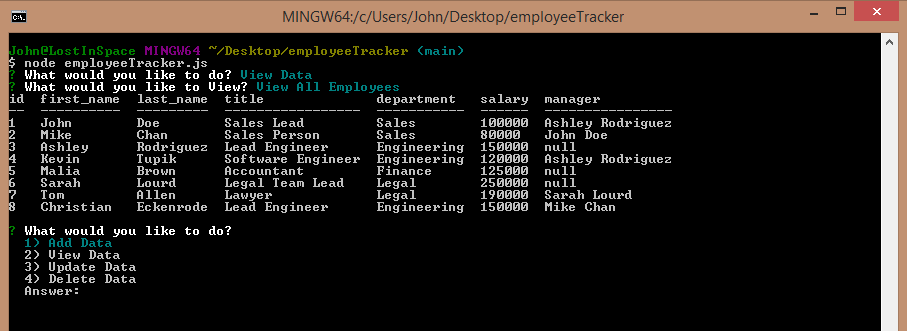 MINGW64:/c/Users/John/Desktop/employeeTracker
John@LostInSpace MINGW64 ~/Desktop/employeeTracker (main)
$ node employeeTracker.js
? What would you like to do? View Data
? What would you like to View? View All Employees
id  first_name  last_name  title              department   salary  manager
--  ----------  ---------  -----------------  -----------  ------  ----------------
1   John        Doe        Sales Lead         Sales        100000  Ashley Rodriguez
2   Mike        Chan       Sales Person       Sales        80000   John Doe
3   Ashley      Rodriguez  Lead Engineer      Engineering  150000  null
4   Kevin       Tupik      Software Engineer  Engineering  120000  Ashley Rodriguez
5   Malia       Brown      Accountant         Finance      125000  null
6   Sarah       Lourd      Legal Team Lead    Legal        250000  null
7   Tom         Allen      Lawyer             Legal        190000  Sarah Lourd
8   Christian   Eckenrode  Lead Engineer      Engineering  150000  Mike Chan
? What would you like to do?
1) Add Data
2) View Data
3) Update Data
4) Delete Data
Answer: